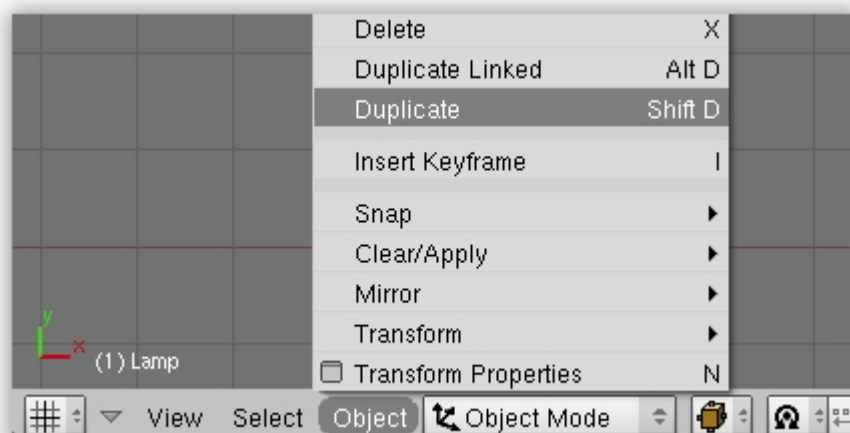 Delete X
Duplicate Linked Alt D
Duplicate Shift D
Insert Keyframe I
Snap
Clear/Apply
Mirror
Transform
Transform Properties N
y
x
(1) Lamp
View Select Object Object Mode